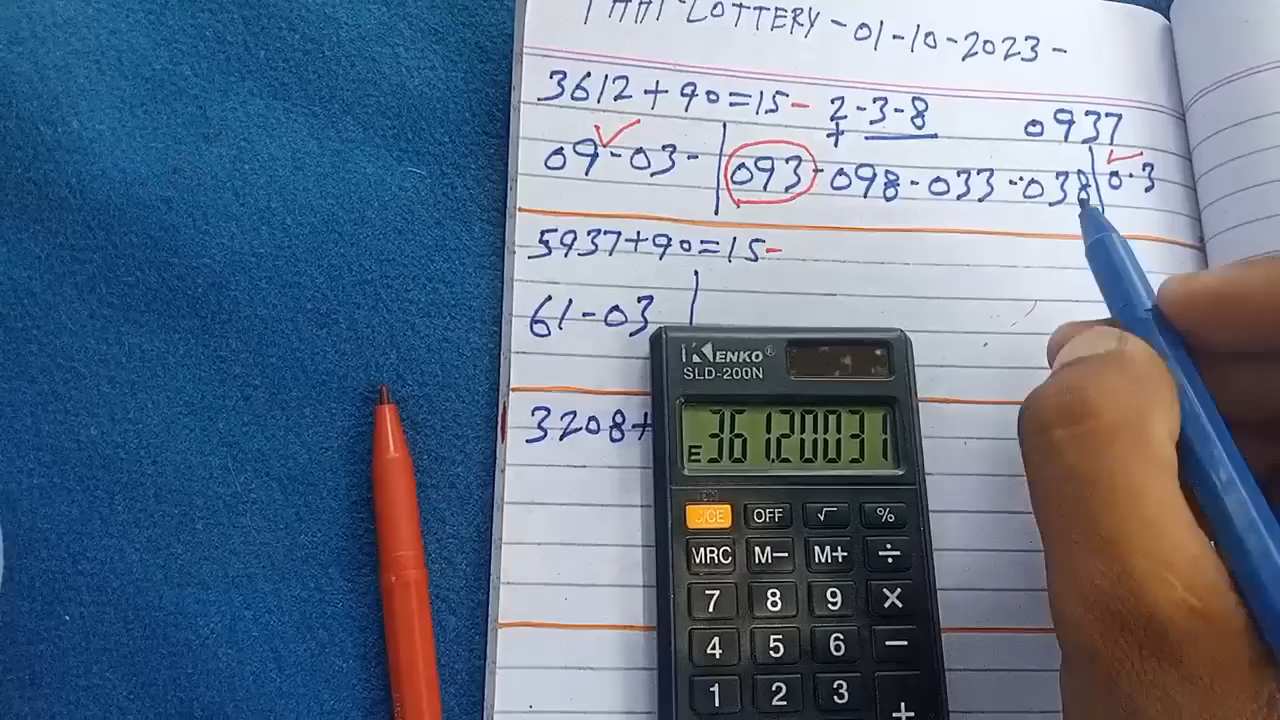 THAI-LOTTERY-01-10-2023-
3612+90=15- 2-3-8 0937
+
09-03- 093-098-033-038 0.3
5937+90=15-
61-03
3208+
KENKO®
SLD-200N
E361.20031
C/CE OFF √ %
MRC M− M+ ÷
7 8 9 ×
4 5 6 −
1 2 3 +